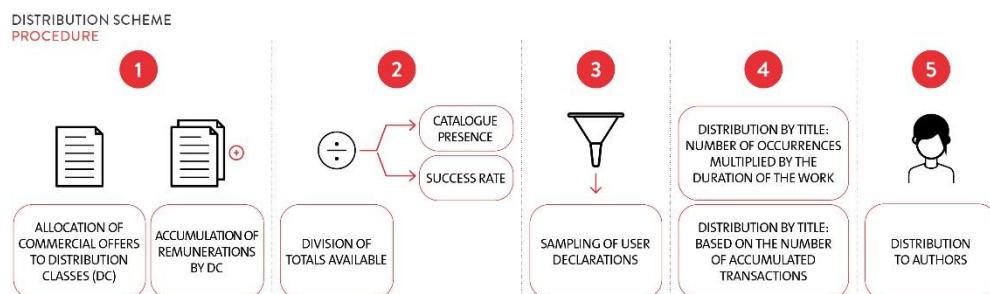 DISTRIBUTION SCHEME
PROCEDURE
1
2
3
4
5
CATALOGUE
PRESENCE
SUCCESS RATE
DISTRIBUTION BY TITLE:
NUMBER OF OCCURRENCES
MULTIPLIED BY THE
DURATION OF THE WORK
ALLOCATION OF
COMMERCIAL OFFERS
TO DISTRIBUTION
CLASSES (DC)
ACCUMULATION OF
REMUNERATIONS
BY DC
DIVISION OF
TOTALS AVAILABLE
SAMPLING OF USER
DECLARATIONS
DISTRIBUTION BY TITLE:
BASED ON THE NUMBER
OF ACCUMULATED
TRANSACTIONS
DISTRIBUTION
TO AUTHORS